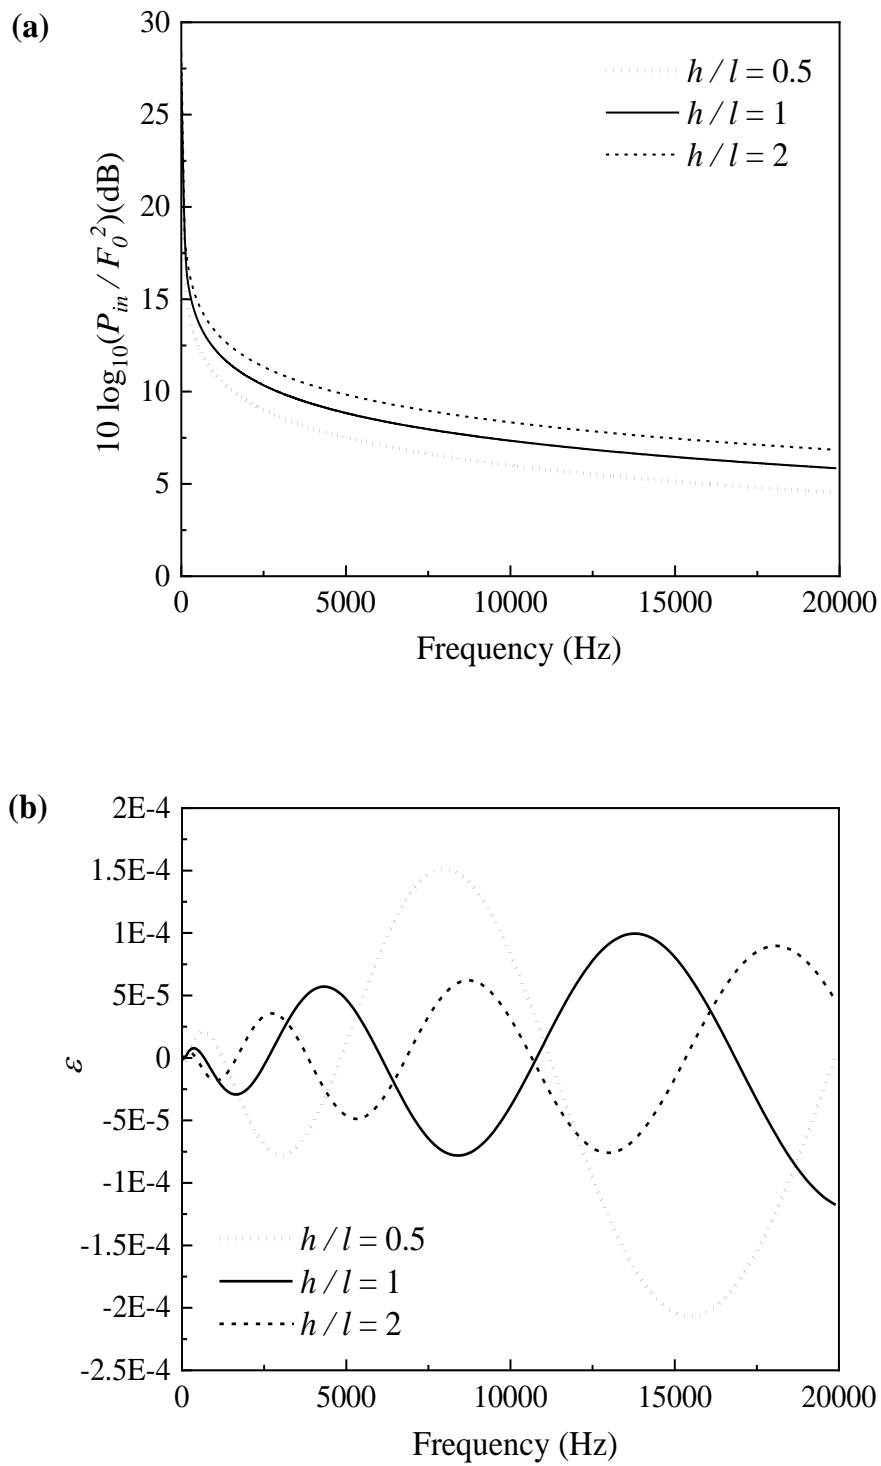 (a)
30
25
20
15
10
5
0
10 log₁₀(P_in / F₀²)(dB)
h / l = 0.5
h / l = 1
h / l = 2
0 5000 10000 15000 20000
Frequency (Hz)
(b)
2E-4
1.5E-4
1E-4
5E-5
0
-5E-5
-1E-4
-1.5E-4
-2E-4
-2.5E-4
ε
h / l = 0.5
h / l = 1
h / l = 2
0 5000 10000 15000 20000
Frequency (Hz)